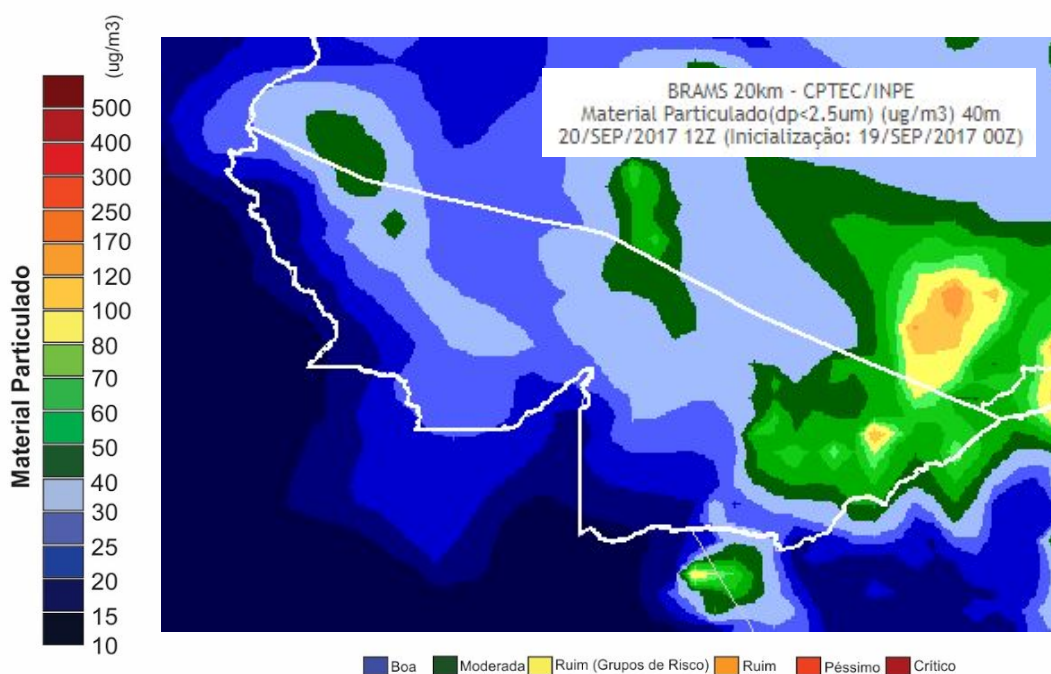 (ug/m3)
BRAMS 20km - CPTEC/INPE
Material Particulado(dp<2.5um) (ug/m3) 40m
20/SEP/2017 12Z (Inicialização: 19/SEP/2017 00Z)
Material Particulado
500
400
300
250
170
120
100
80
70
60
50
40
30
25
20
15
10
Boa
Moderada
Ruim (Grupos de Risco)
Ruim
Péssimo
Crítico